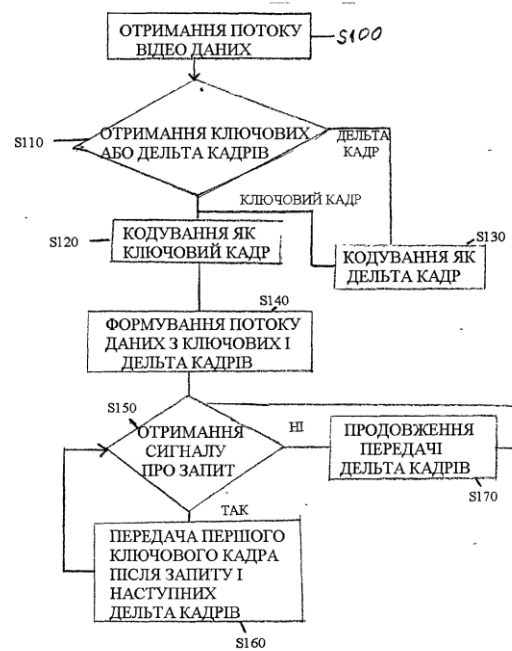 ОТРИМАННЯ ПОТОКУ
ВІДЕО ДАНИХ
S100
S110
ОТРИМАННЯ КЛЮЧОВИХ
АБО ДЕЛЬТА КАДРІВ
ДЕЛЬТА
КАДР
КЛЮЧОВИЙ КАДР
S120
КОДУВАННЯ ЯК
КЛЮЧОВИЙ КАДР
S130
КОДУВАННЯ ЯК
ДЕЛЬТА КАДР
S140
ФОРМУВАННЯ ПОТОКУ
ДАНИХ З КЛЮЧОВИХ І
ДЕЛЬТА КАДРІВ
S150
ОТРИМАННЯ
СИГНАЛУ
ПРО ЗАПИТ
НІ
ПРОДОВЖЕННЯ
ПЕРЕДАЧІ
ДЕЛЬТА КАДРІВ
S170
ТАК
ПЕРЕДАЧА ПЕРШОГО
КЛЮЧОВОГО КАДРА
ПІСЛЯ ЗАПИТУ І
НАСТУПНИХ
ДЕЛЬТА КАДРІВ
S160